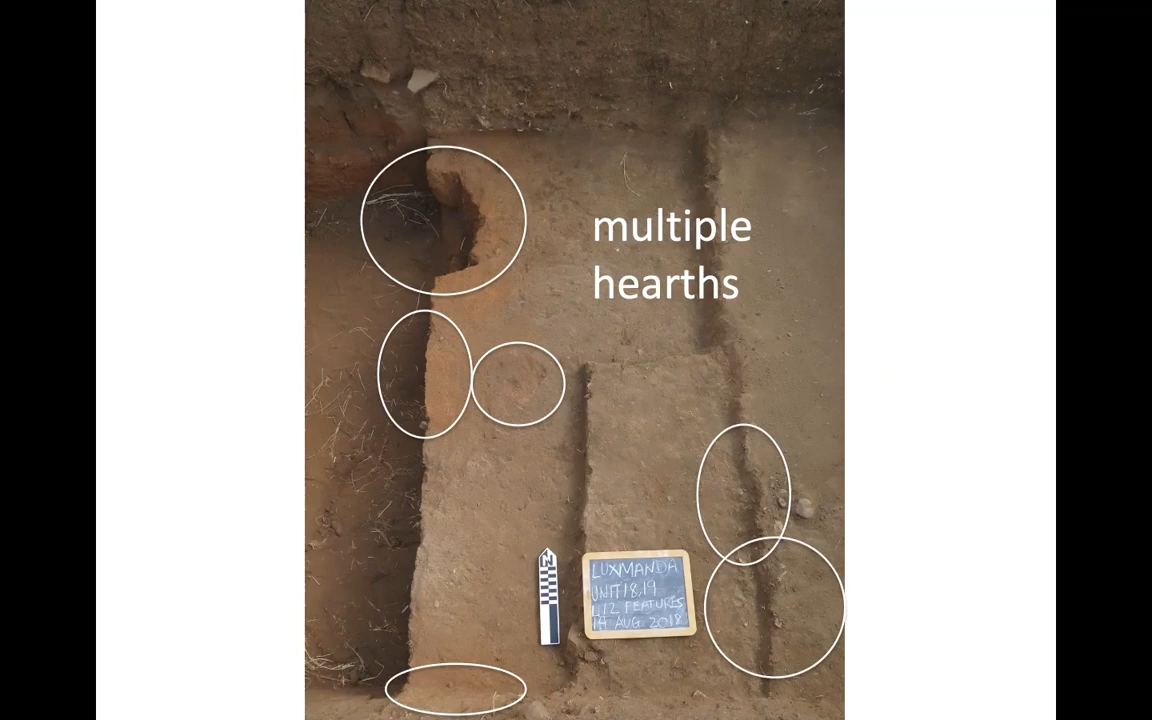 multiple
hearths
N
LUXMANDA
UNIT 18,19
L12 FEATURES
14 AUG 2018